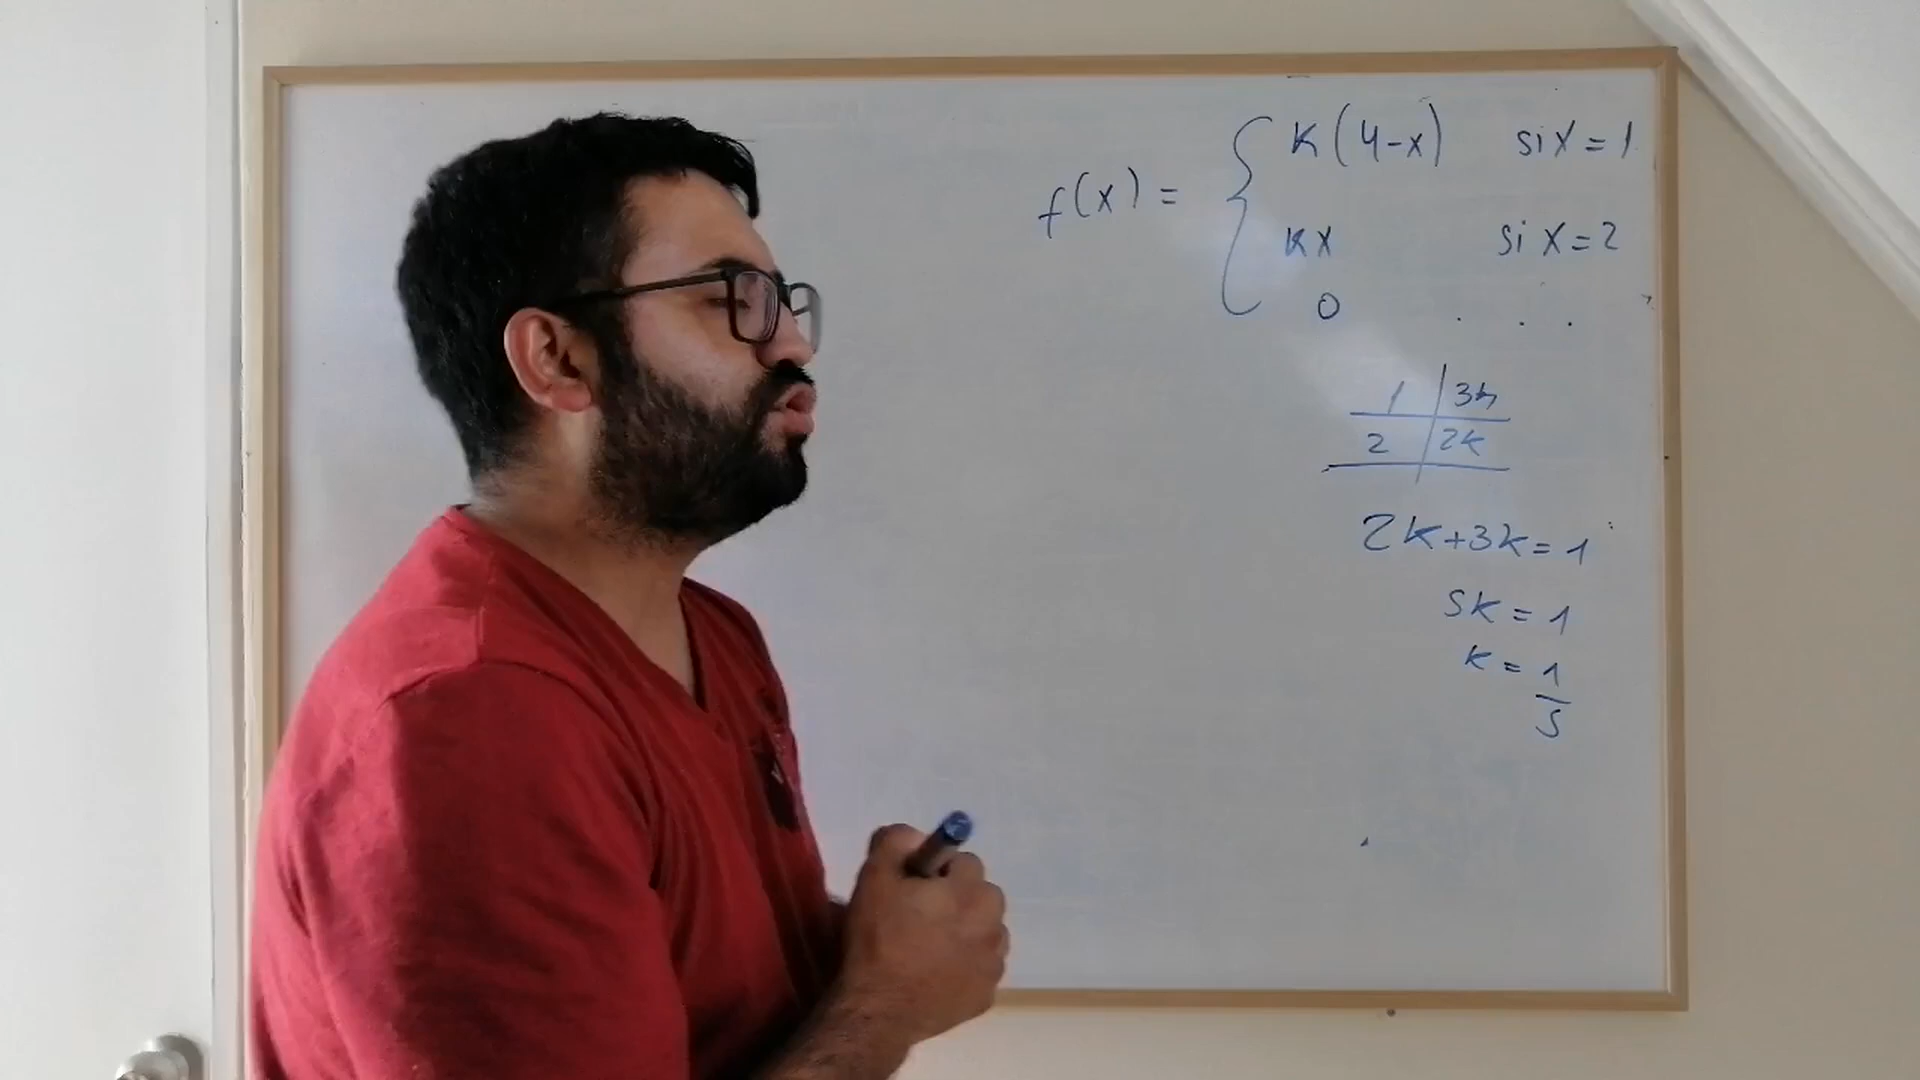 f(x) = { k(4-x) si x = 1
kx si x = 2
0 . . .
1 | 3k
2 | 2k
2k+3k = 1
5k = 1
k = 1/5